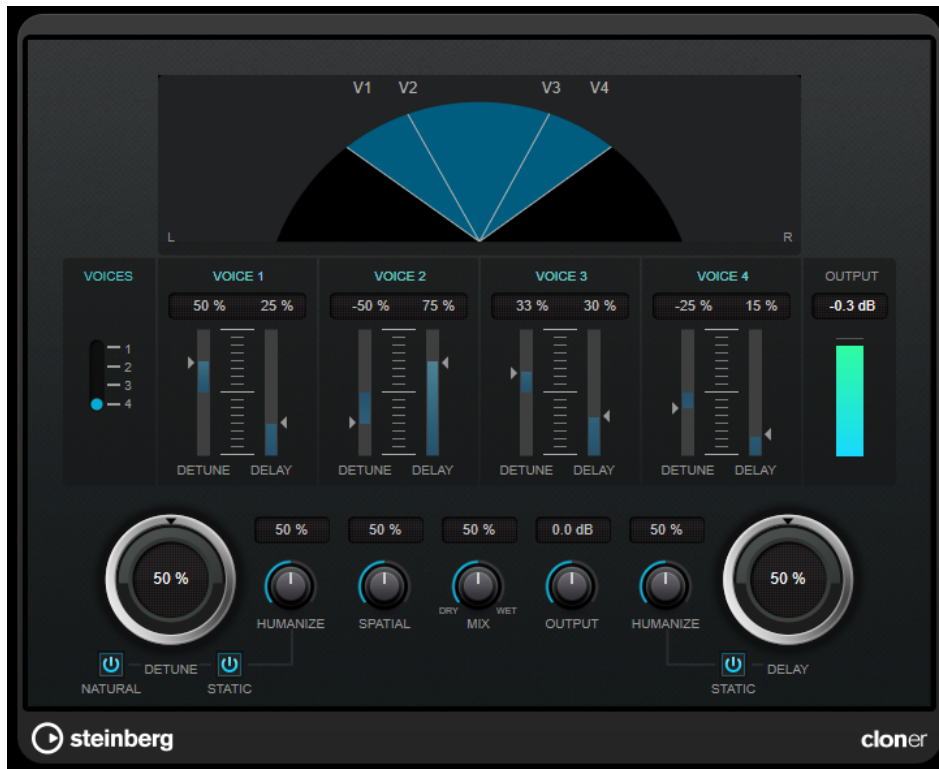 V1 V2 V3 V4
L R
VOICES VOICE 1 VOICE 2 VOICE 3 VOICE 4 OUTPUT
50 % 25 % -50 % 75 % 33 % 30 % -25 % 15 % -0.3 dB
1
2
3
4
DETUNE DELAY DETUNE DELAY DETUNE DELAY DETUNE DELAY
50 % 50 % 50 % 0.0 dB 50 %
50 % 50 %
DRY WET
HUMANIZE SPATIAL MIX OUTPUT HUMANIZE
DETUNE DELAY
NATURAL STATIC STATIC
steinberg cloner